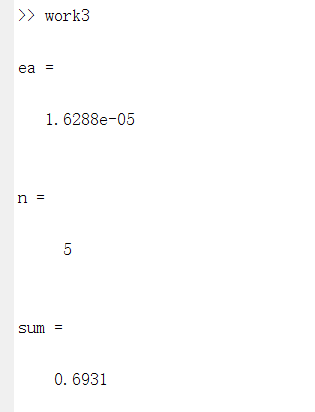 >> work3
ea =
1.6288e-05
n =
5
sum =
0.6931